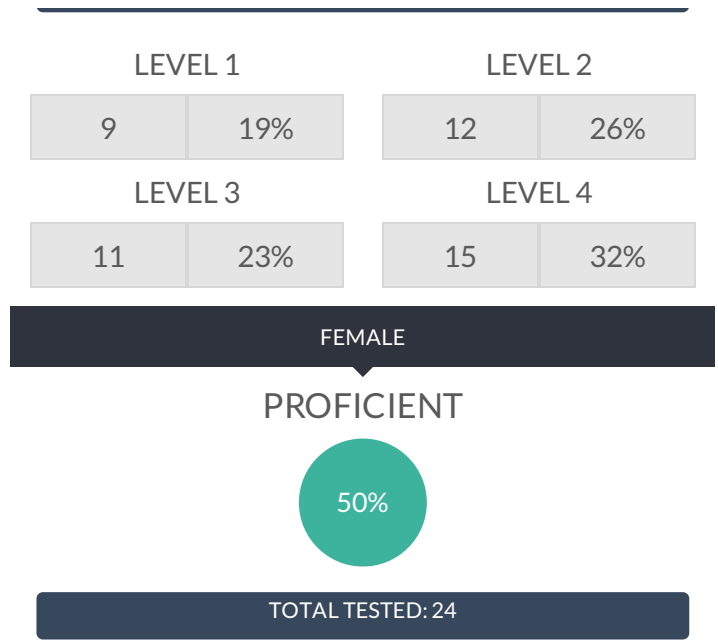 LEVEL 1 LEVEL 2
9 19% 12 26%
LEVEL 3 LEVEL 4
11 23% 15 32%
FEMALE
PROFICIENT
50%
TOTAL TESTED: 24